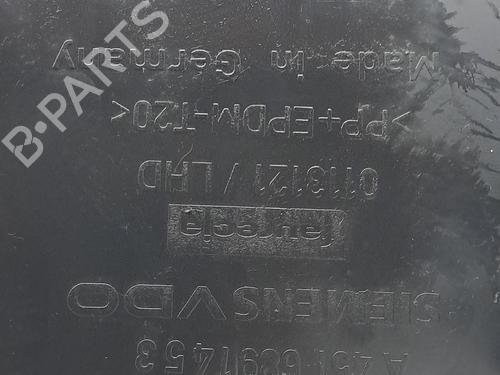 A 451 689 14 53
SIEMENS VDO
faurecia
0113121 / LHD
>PP+EPDM-T20<
Made in
Germany
B-PARTS